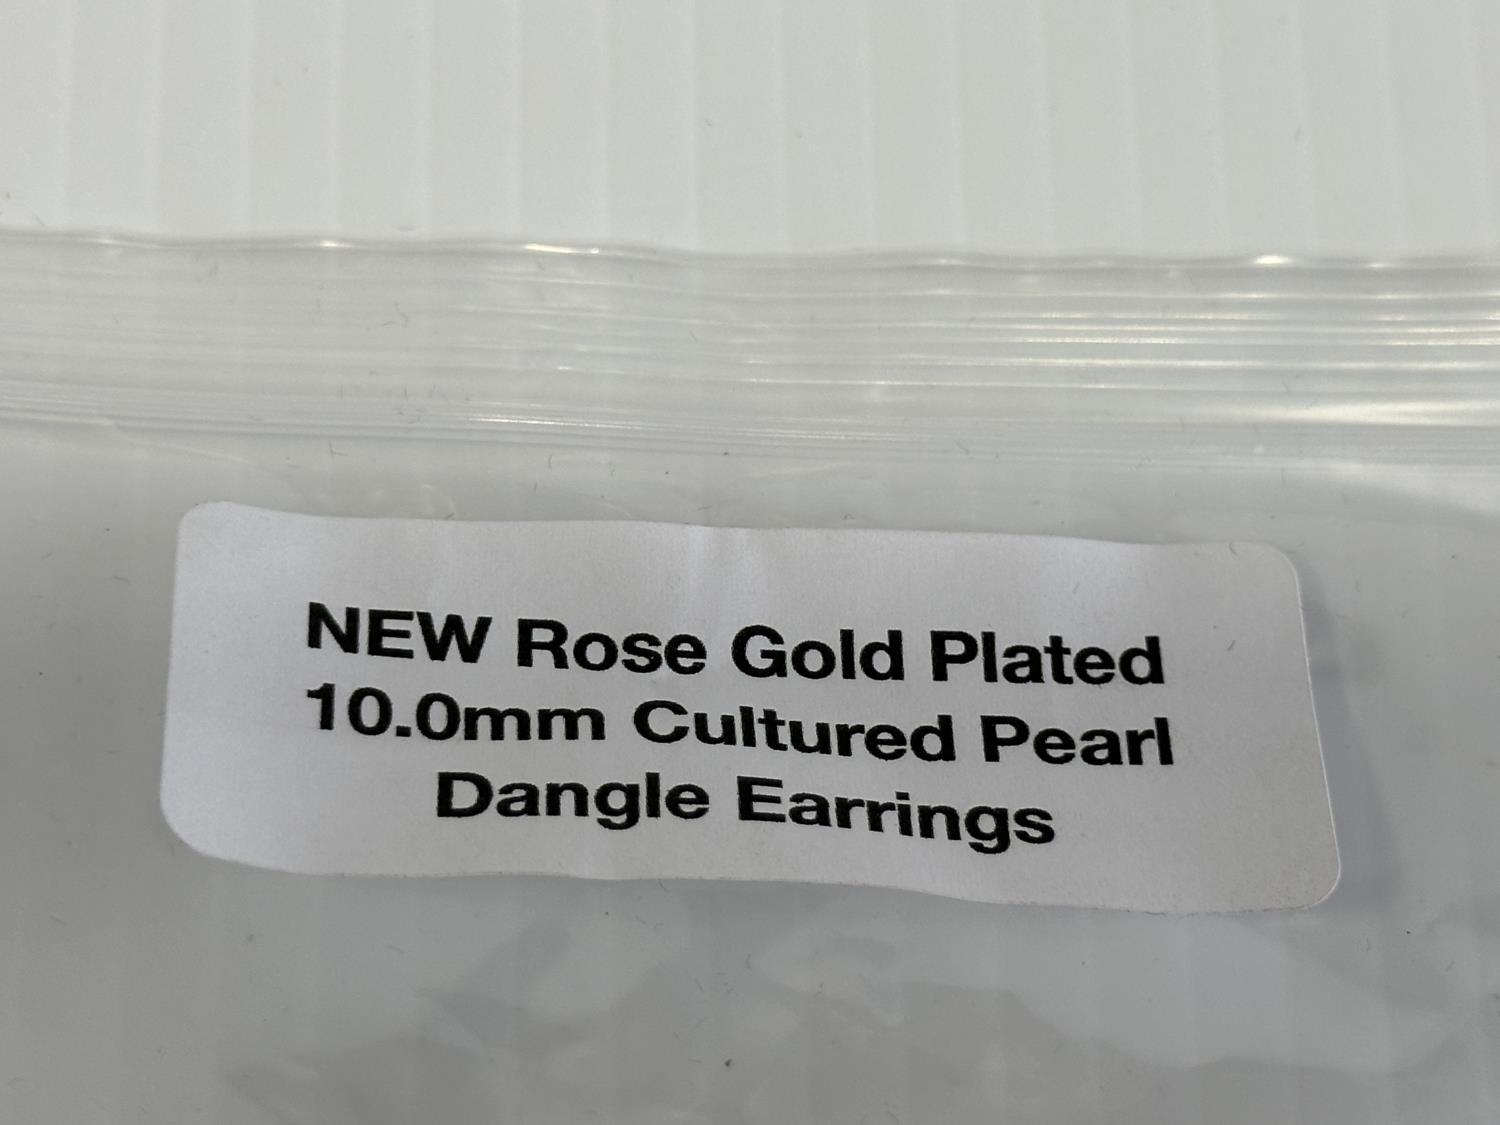 NEW Rose Gold Plated
10.0mm Cultured Pearl
Dangle Earrings